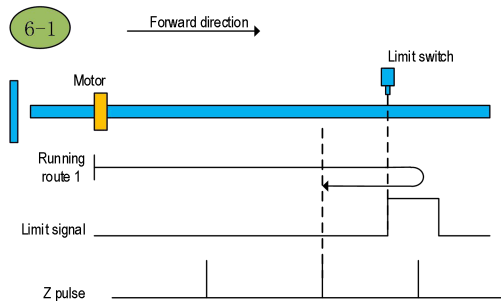 6-1
Forward direction
Limit switch
Motor
Running
route 1
Limit signal
Z pulse